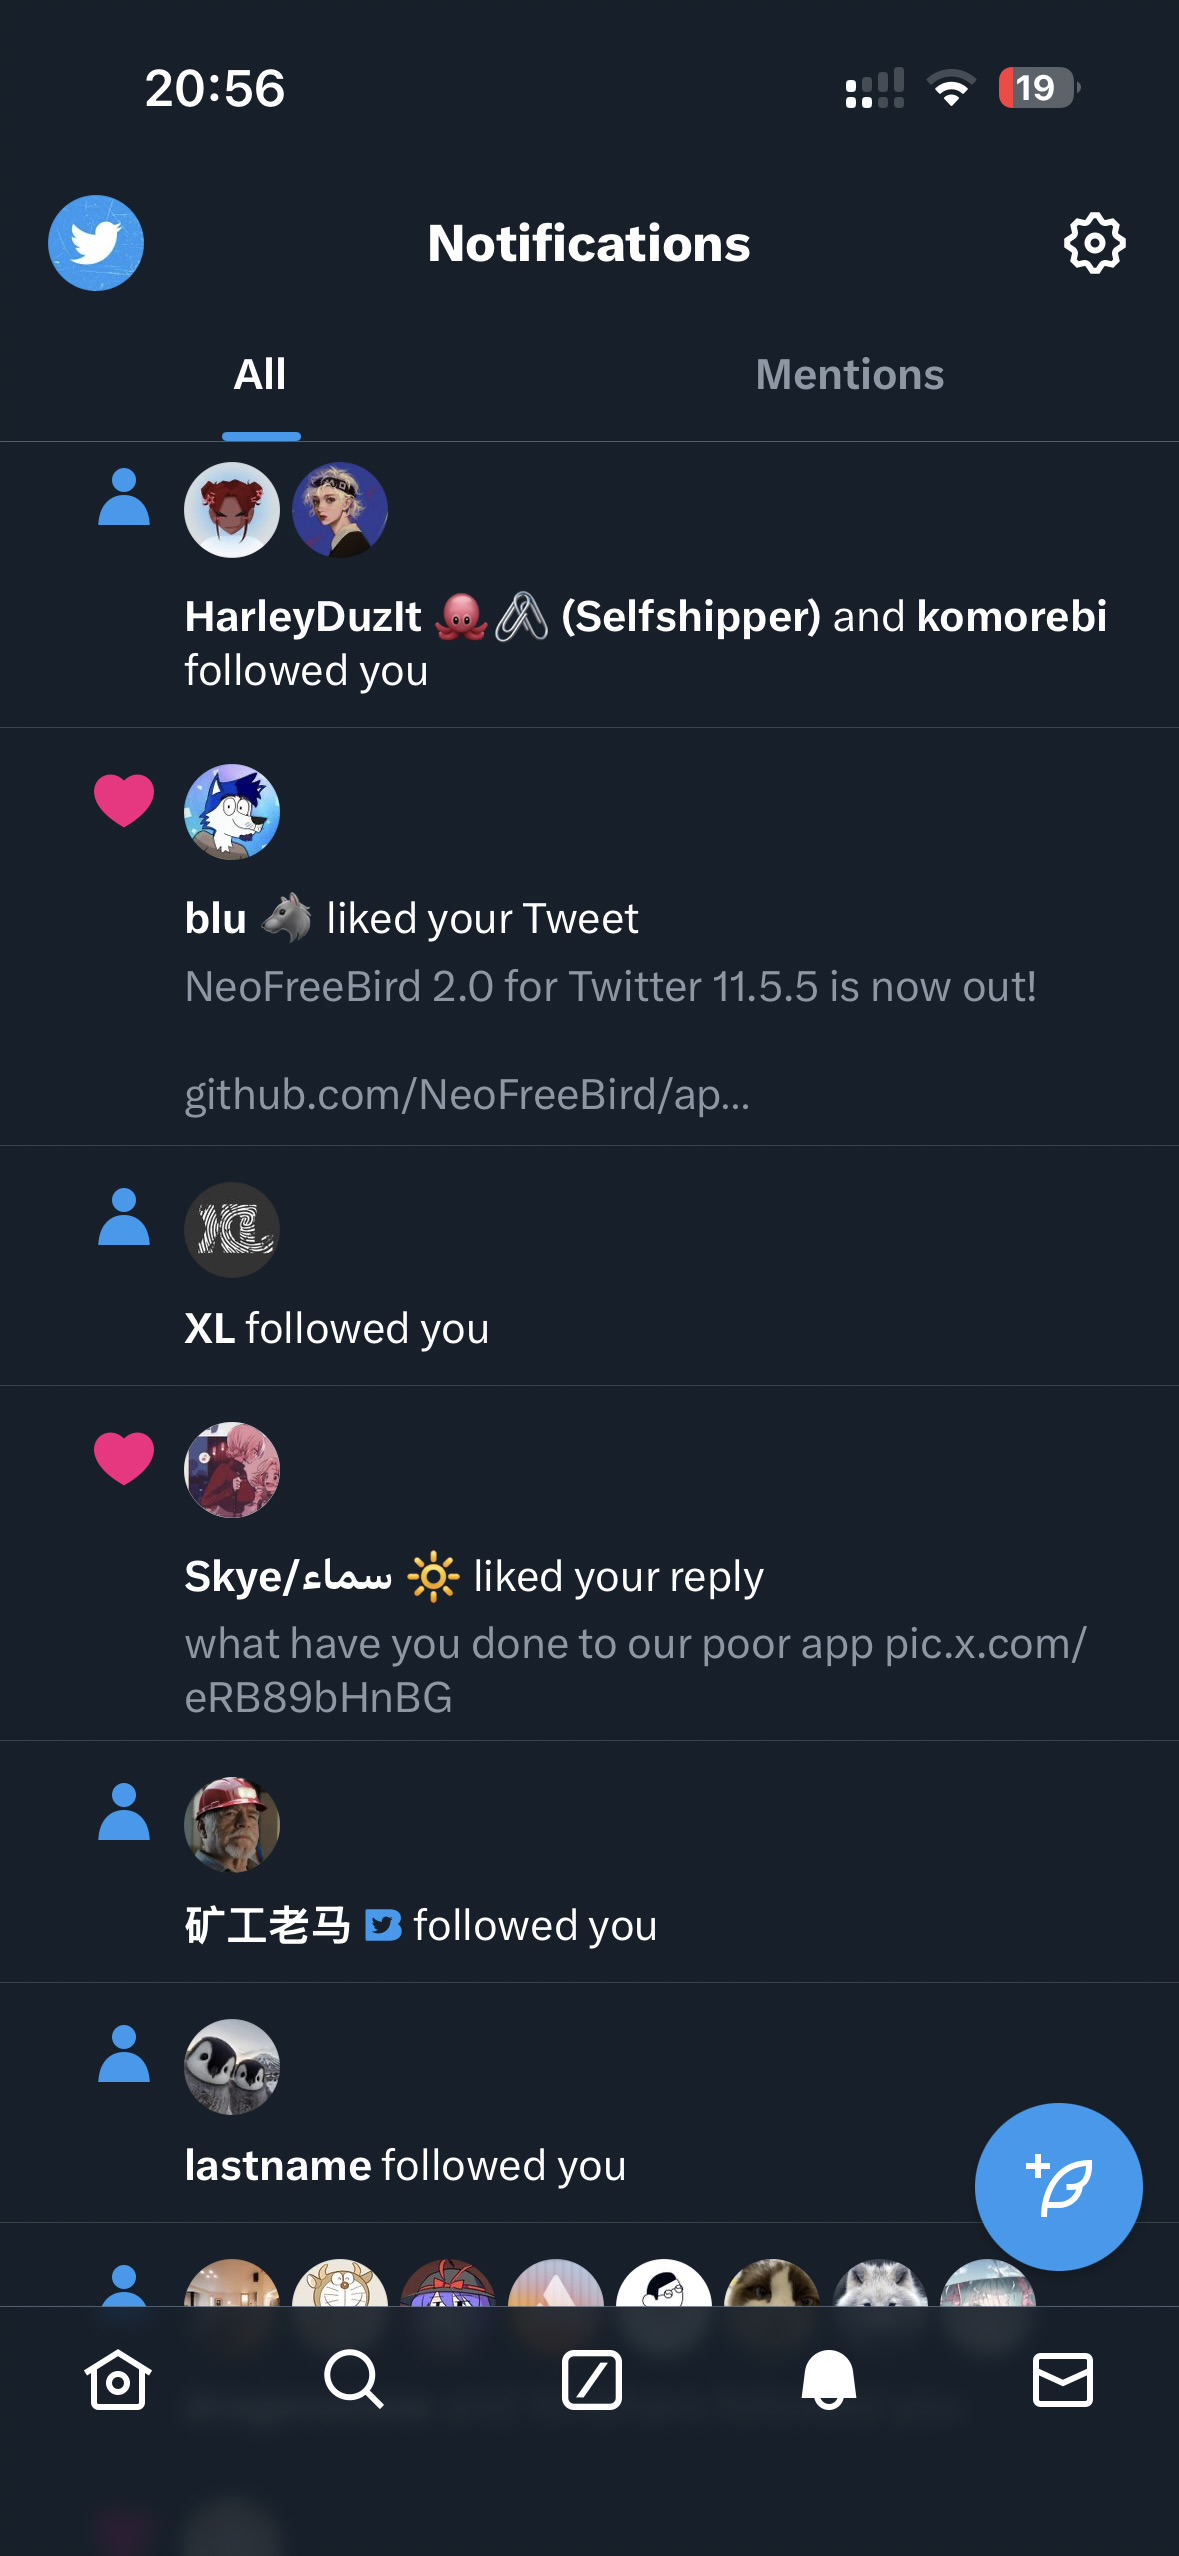 20:56
19
Notifications
All
Mentions
HarleyDuzIt 🐙🖇️ (Selfshipper) and komorebi
followed you
blu 🐺 liked your Tweet
NeoFreeBird 2.0 for Twitter 11.5.5 is now out!
github.com/NeoFreeBird/ap...
XL
XL followed you
Skye/سماء 🔆 liked your reply
what have you done to our poor app pic.x.com/
eRB89bHnBG
矿工老马 followed you
lastname followed you